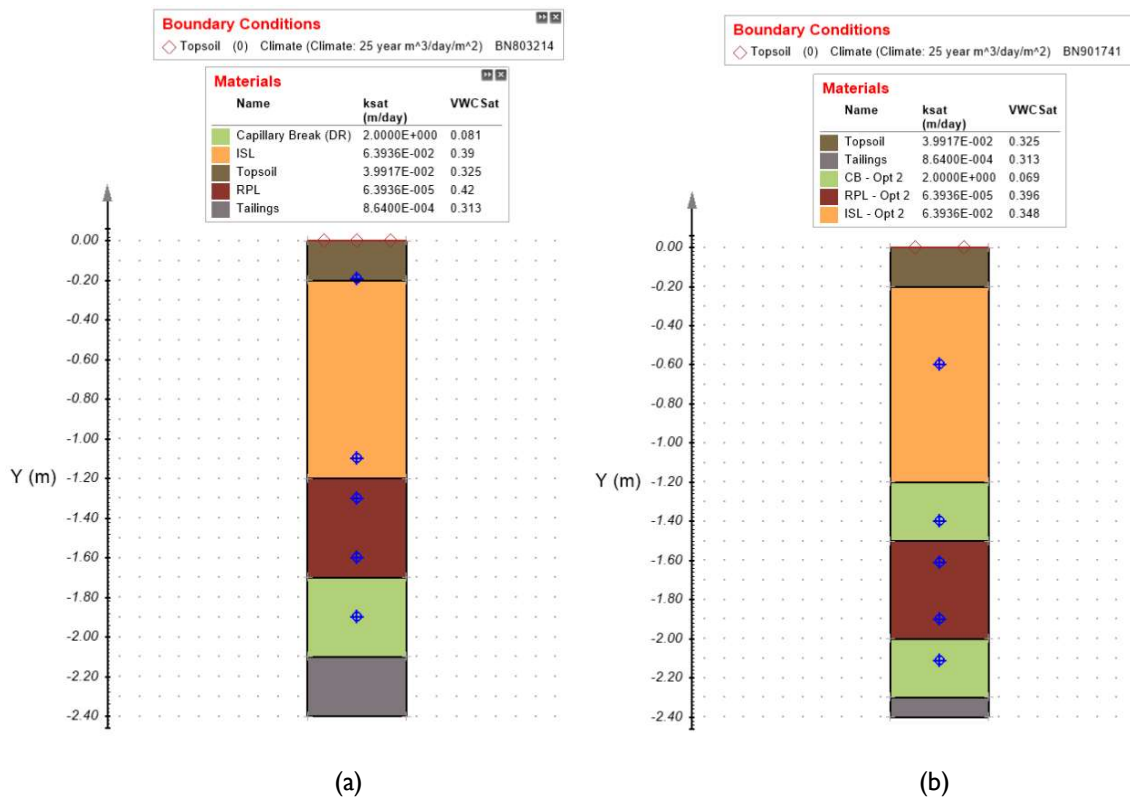 Boundary Conditions
Topsoil (0) Climate (Climate: 25 year m^3/day/m^2) BN803214
Materials
Name ksat (m/day) VWC Sat
Capillary Break (DR) 2.0000E+000 0.081
ISL 6.3936E-002 0.39
Topsoil 3.9917E-002 0.325
RPL 6.3936E-005 0.42
Tailings 8.6400E-004 0.313
0.00
-0.20
-0.40
-0.60
-0.80
-1.00
Y (m)
-1.20
-1.40
-1.60
-1.80
-2.00
-2.20
-2.40
(a)
Boundary Conditions
Topsoil (0) Climate (Climate: 25 year m^3/day/m^2) BN901741
Materials
Name ksat (m/day) VWC Sat
Topsoil 3.9917E-002 0.325
Tailings 8.6400E-004 0.313
CB - Opt 2 2.0000E+000 0.069
RPL - Opt 2 6.3936E-005 0.396
ISL - Opt 2 6.3936E-002 0.348
0.00
-0.20
-0.40
-0.60
-0.80
-1.00
Y (m)
-1.20
-1.40
-1.60
-1.80
-2.00
-2.20
-2.40
(b)